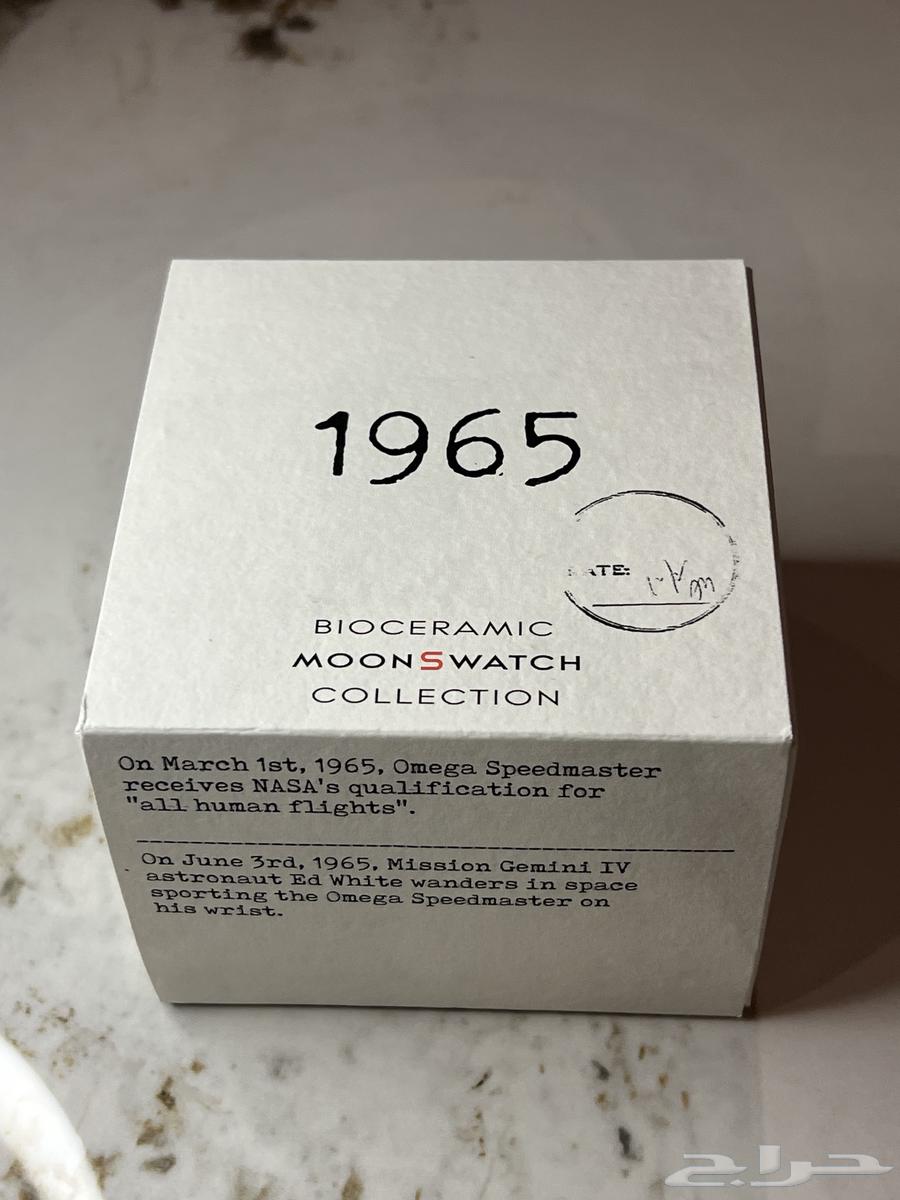 1965
ATE:
BIOCERAMIC
MOONSWATCH
COLLECTION
On March 1st, 1965, Omega Speedmaster
receives NASA's qualification for
"all human flights".
On June 3rd, 1965, Mission Gemini IV
astronaut Ed White wanders in space
sporting the Omega Speedmaster on
his wrist.
حراج